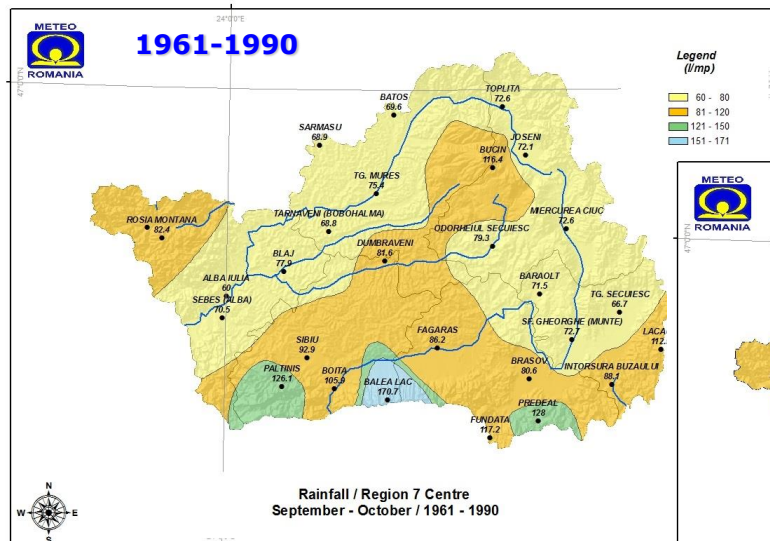 METEO
ROMANIA
1961-1990
24°0'0"E
47°0'0"N
Legend
(l/mp)
60 - 80
81 - 120
121 - 150
151 - 171
METEO
ROMANIA
47°0'0"N
TOPLITA
72.6
BATOS
69.6
SARMASU
68.9
JOSENI
72.1
BUCIN
116.4
TG. MURES
75.4
ROSIA MONTANA
82.4
TARNAVENI (BOBOHALMA)
68.8
MIERCUREA CIUC
72.6
ODORHEIUL SECUIESC
79.3
DUMBRAVENI
81.6
BLAJ
77.9
ALBA IULIA
60
BARAOLT
71.5
SEBES (ALBA)
70.5
TG. SECUIESC
66.7
SF. GHEORGHE (MUNTE)
72.7
LACA
112.
SIBIU
92.9
FAGARAS
86.2
PALTINIS
126.1
BOITA
105.9
BALEA LAC
170.7
BRASOV
80.6
INTORSURA BUZAULUI
88.1
PREDEAL
128
FUNDATA
117.2
N
W
E
S
Rainfall / Region 7 Centre
September - October / 1961 - 1990